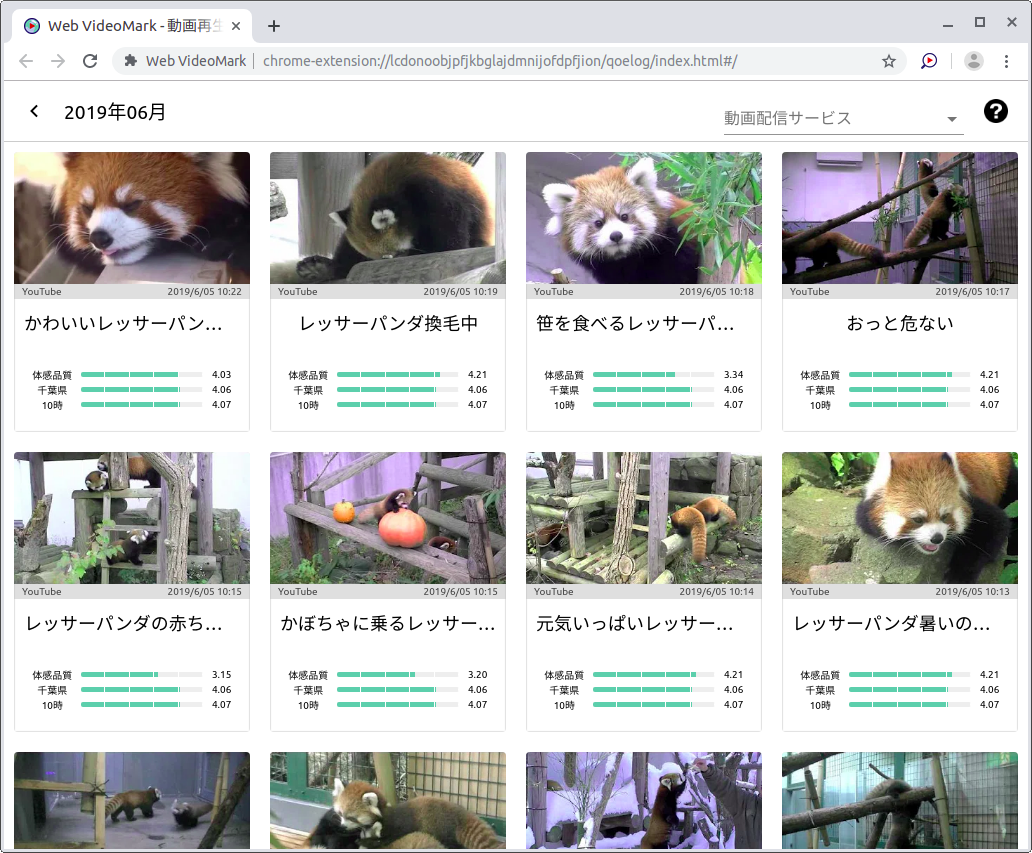 Web VideoMark - 動画再生
Web VideoMark
chrome-extension://lcdonoobjpfjkbglajdmnijofdpfjion/qoelog/index.html#/
2019年06月
動画配信サービス
YouTube 2019/6/05 10:22
かわいいレッサーパン...
体感品質 4.03
千葉県 4.06
10時 4.07
YouTube 2019/6/05 10:19
レッサーパンダ換毛中
体感品質 4.21
千葉県 4.06
10時 4.07
YouTube 2019/6/05 10:18
笹を食べるレッサーパ...
体感品質 3.34
千葉県 4.06
10時 4.07
YouTube 2019/6/05 10:17
おっと危ない
体感品質 4.21
千葉県 4.06
10時 4.07
YouTube 2019/6/05 10:15
レッサーパンダの赤ち...
体感品質 3.15
千葉県 4.06
10時 4.07
YouTube 2019/6/05 10:15
かぼちゃに乗るレッサー...
体感品質 3.20
千葉県 4.06
10時 4.07
YouTube 2019/6/05 10:14
元気いっぱいレッサー...
体感品質 4.21
千葉県 4.06
10時 4.07
YouTube 2019/6/05 10:13
レッサーパンダ暑いの...
体感品質 4.21
千葉県 4.06
10時 4.07